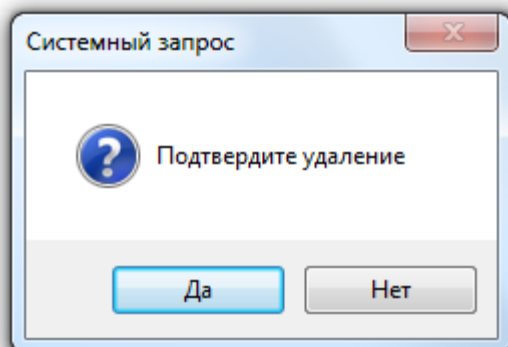 Системный запрос
Подтвердите удаление
Да
Нет